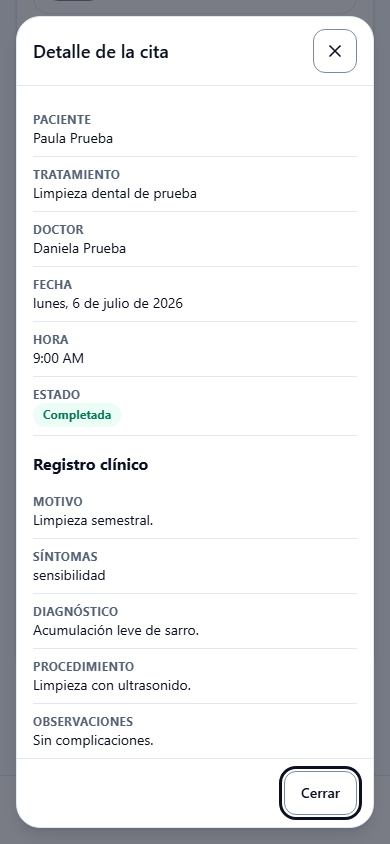 Detalle de la cita
PACIENTE
Paula Prueba
TRATAMIENTO
Limpieza dental de prueba
DOCTOR
Daniela Prueba
FECHA
lunes, 6 de julio de 2026
HORA
9:00 AM
ESTADO
Completada
Registro clínico
MOTIVO
Limpieza semestral.
SÍNTOMAS
sensibilidad
DIAGNÓSTICO
Acumulación leve de sarro.
PROCEDIMIENTO
Limpieza con ultrasonido.
OBSERVACIONES
Sin complicaciones.
Cerrar